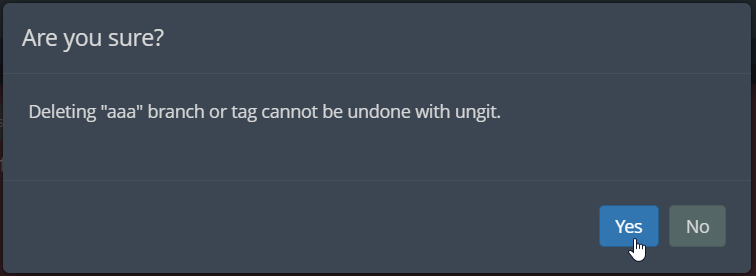 Are you sure?
Deleting "aaa" branch or tag cannot be undone with ungit.
Yes No